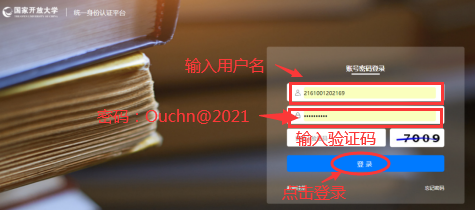 国家开放大学 统一身份认证平台
账号密码登录
输入用户名
2161001202169
密码：Ouchn@2021
••••••••••
输入验证码
7009
登 录
点击登录
忘记密码